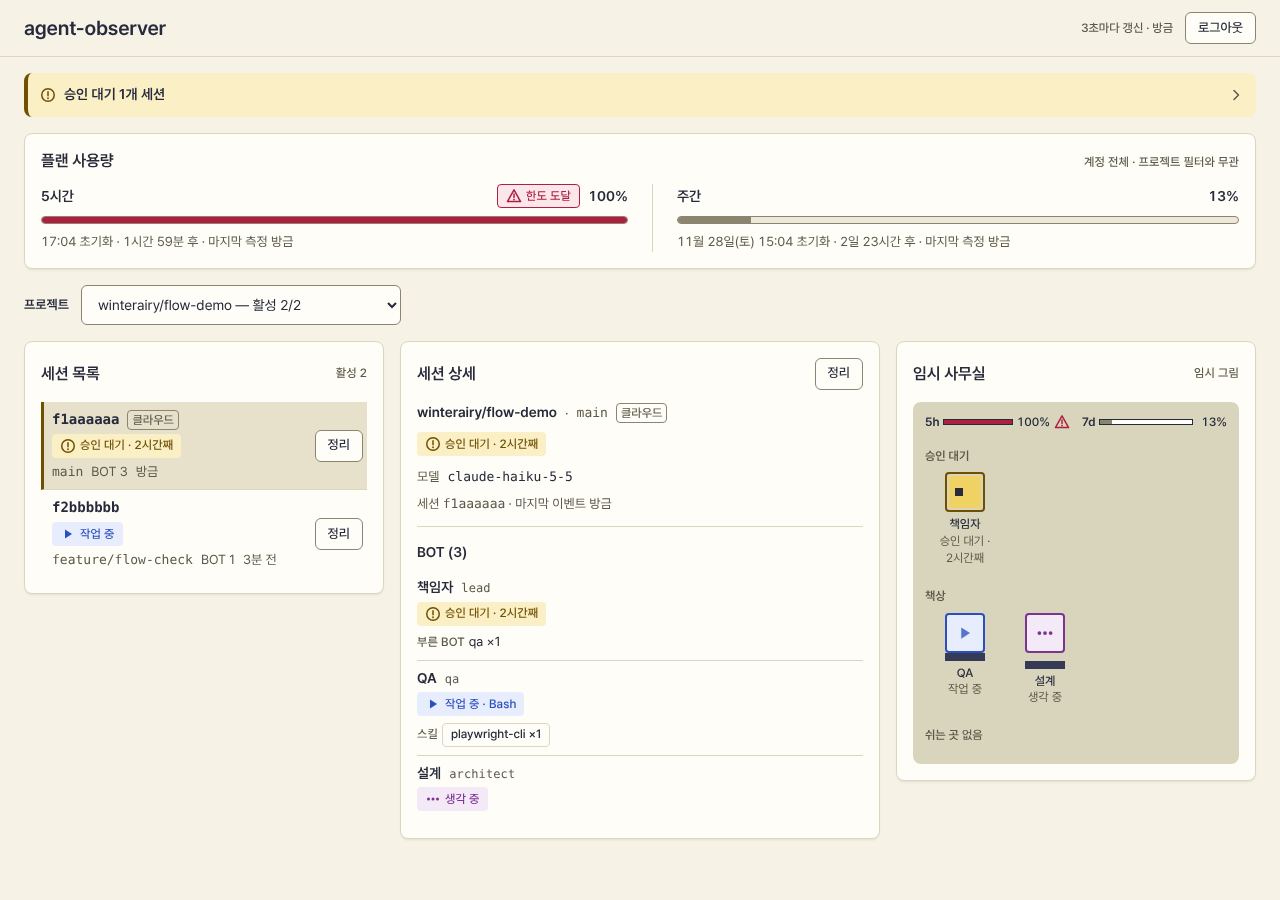 agent-observer
3초마다 갱신 · 방금
로그아웃
승인 대기 1개 세션
플랜 사용량
계정 전체 · 프로젝트 필터와 무관
5시간
한도 도달
100%
17:04 초기화 · 1시간 59분 후 · 마지막 측정 방금
주간
13%
11월 28일(토) 15:04 초기화 · 2일 23시간 후 · 마지막 측정 방금
프로젝트
winterairy/flow-demo — 활성 2/2
세션 목록
활성 2
f1aaaaaa 클라우드
승인 대기 · 2시간째
정리
main BOT 3 방금
f2bbbbbb
작업 중
정리
feature/flow-check BOT 1 3분 전
세션 상세
정리
winterairy/flow-demo · main 클라우드
승인 대기 · 2시간째
모델 claude-haiku-5-5
세션 f1aaaaaa · 마지막 이벤트 방금
BOT (3)
책임자 lead
승인 대기 · 2시간째
부른 BOT qa ×1
QA qa
작업 중 · Bash
스킬 playwright-cli ×1
설계 architect
생각 중
임시 사무실
임시 그림
5h 100% 7d 13%
승인 대기
책임자
승인 대기 ·
2시간째
책상
QA
작업 중
설계
생각 중
쉬는 곳 없음